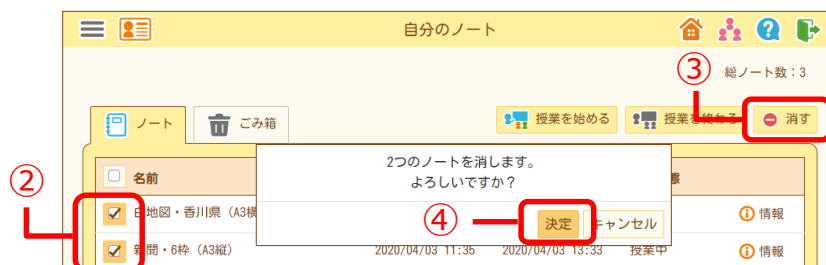 自分のノート
③
総ノート数：3
ノート
ごみ箱
授業を始める
授業を終わる
消す
2つのノートを消します。
よろしいですか？
名前
態
②
白地図・香川県（A3横
情報
④
決定
キャンセル
新聞・6枠（A3縦）
2020/04/03 11:35
2020/04/03 13:33
授業中
情報